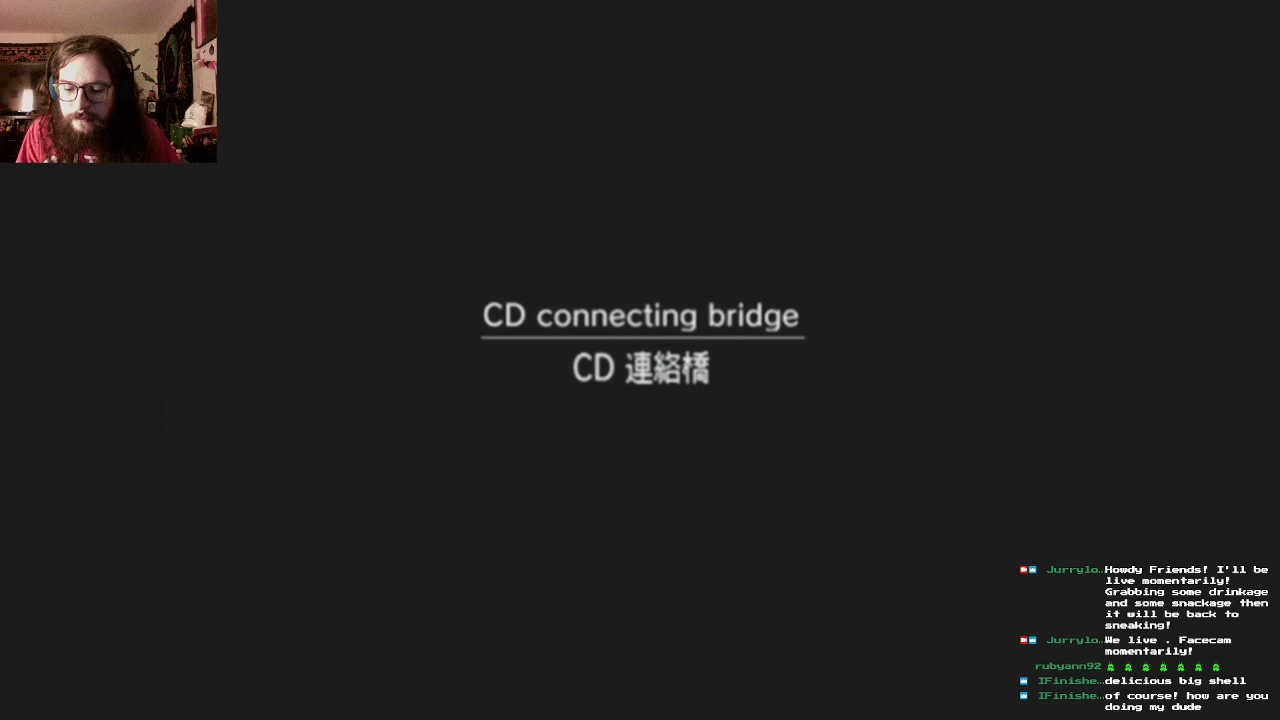 CD connecting bridge
CD 連絡橋
Jurrylo..Howdy Friends! I'll be
live momentarily!
Grabbing some drinkage
and some snackage then
it will be back to
sneaking!
Jurrylo..We live . Facecam
momentarily!
rubyann92
IFinishe..delicious big shell
IFinishe..of course! how are you
doing my dude